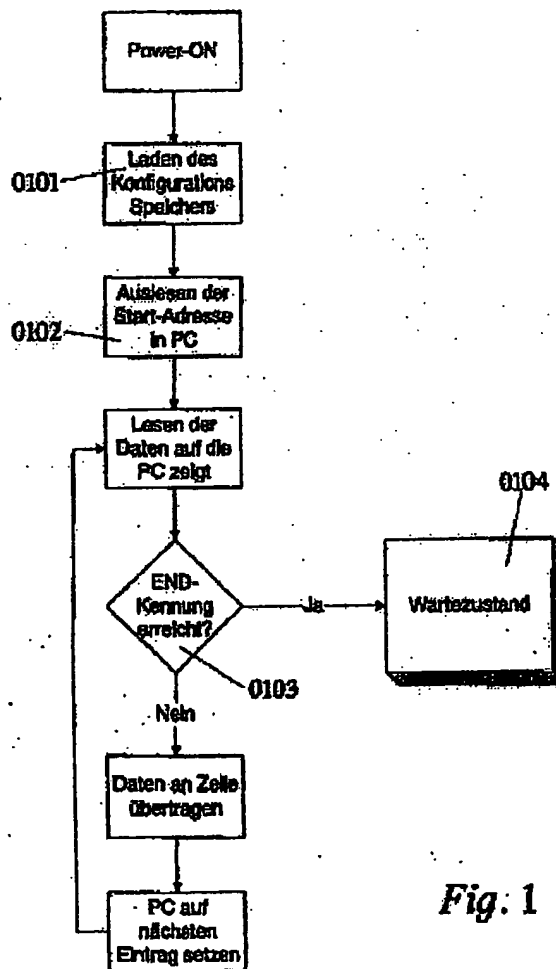 Power-ON
0101
Laden des
Konfigurations
Speichers
0102
Auslesen der
Start-Adresse
in PC
Lesen der
Daten auf die
PC zeigt
0104
END-
Kennung
erreicht?
Ja
Wartezustand
0103
Nein
Daten an Zelle
übertragen
PC auf
nächsten
Eintrag setzen
Fig. 1